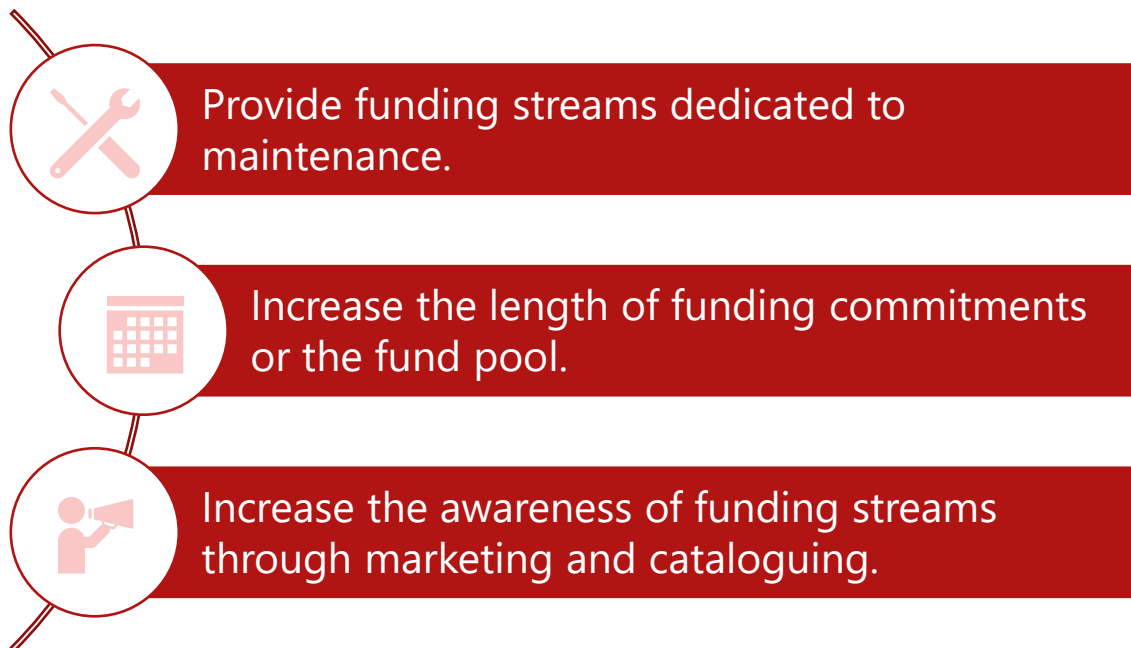 Provide funding streams dedicated to
maintenance.
Increase the length of funding commitments
or the fund pool.
Increase the awareness of funding streams
through marketing and cataloguing.